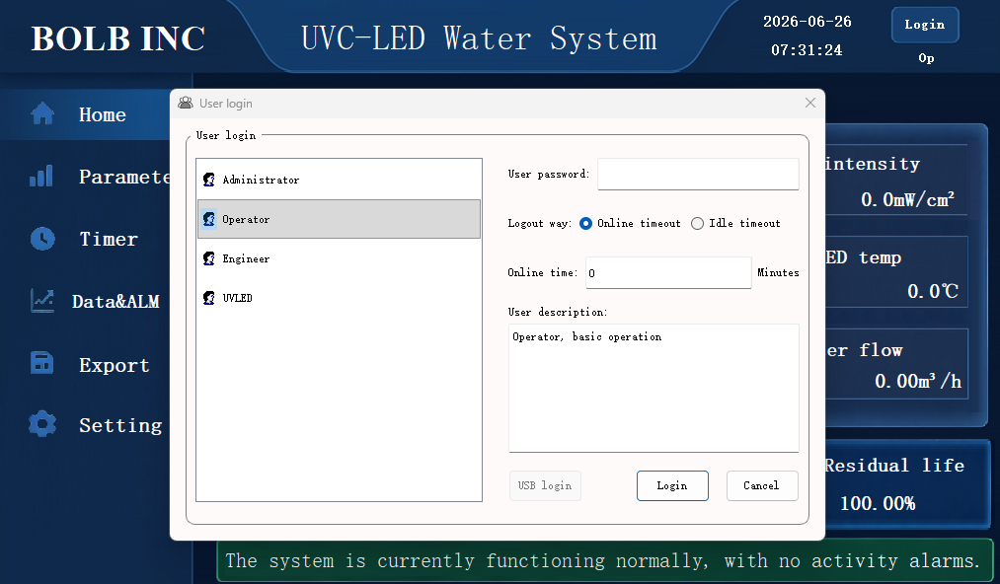 BOLB INC
UVC-LED Water System
2026-06-26
07:31:24
Login
Op
Home
Paramete
Timer
Data&ALM
Export
Setting
User login
User login
Administrator
Operator
Engineer
UVLED
User password:
Logout way: Online timeout Idle timeout
Online time: 0 Minutes
User description:
Operator, basic operation
USB login
Login
Cancel
intensity
0.0mW/cm²
ED temp
0.0℃
er flow
0.00m³/h
Residual life
100.00%
The system is currently functioning normally, with no activity alarms.